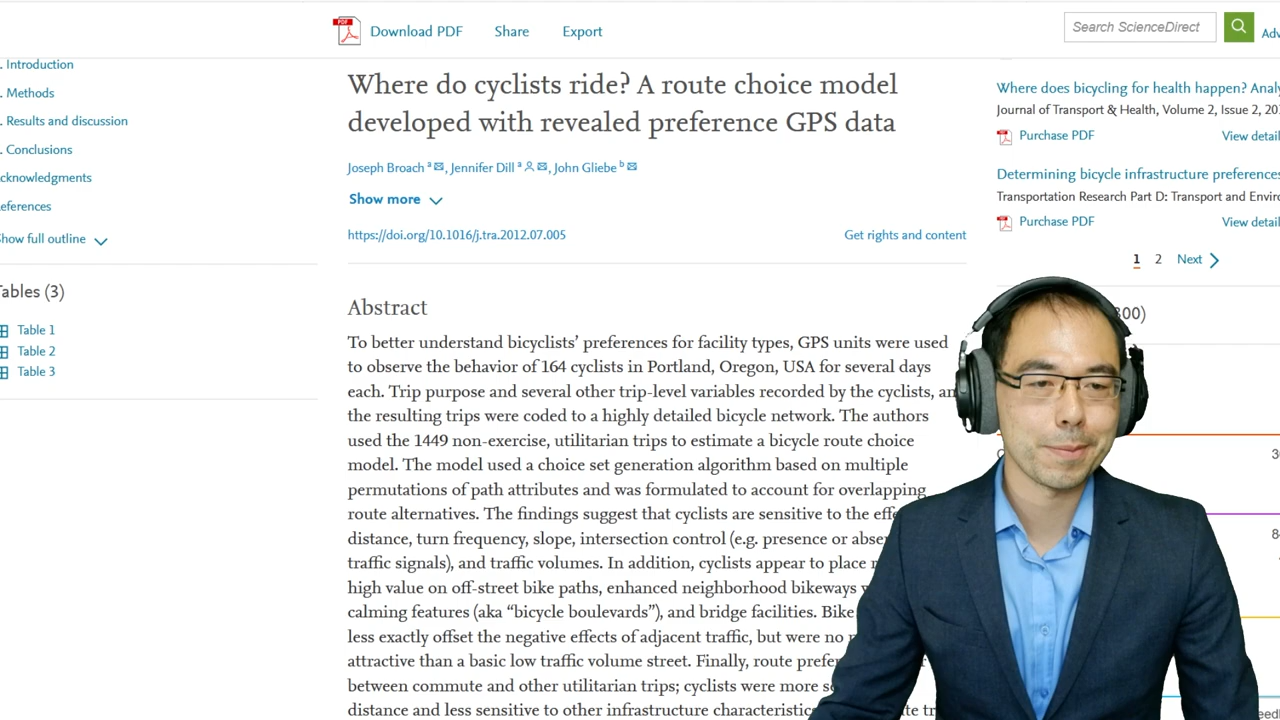 Download PDF
Share
Export
Search ScienceDirect
Adv
. Introduction
. Methods
. Results and discussion
. Conclusions
cknowledgments
eferences
how full outline
ables (3)
Table 1
Table 2
Table 3
Where do cyclists ride? A route choice model
developed with revealed preference GPS data
Joseph Broach a, Jennifer Dill a, John Gliebe b
Show more
https://doi.org/10.1016/j.tra.2012.07.005
Get rights and content
Abstract
To better understand bicyclists' preferences for facility types, GPS units were used
to observe the behavior of 164 cyclists in Portland, Oregon, USA for several days
each. Trip purpose and several other trip-level variables recorded by the cyclists, an
the resulting trips were coded to a highly detailed bicycle network. The authors
used the 1449 non-exercise, utilitarian trips to estimate a bicycle route choice
model. The model used a choice set generation algorithm based on multiple
permutations of path attributes and was formulated to account for overlapping
route alternatives. The findings suggest that cyclists are sensitive to the effe
distance, turn frequency, slope, intersection control (e.g. presence or abse
traffic signals), and traffic volumes. In addition, cyclists appear to place r
high value on off-street bike paths, enhanced neighborhood bikeways
calming features (aka “bicycle boulevards”), and bridge facilities. Bike
less exactly offset the negative effects of adjacent traffic, but were no
attractive than a basic low traffic volume street. Finally, route prefer
between commute and other utilitarian trips; cyclists were more s
distance and less sensitive to other infrastructure characteristics te tr
Where does bicycling for health happen? Analy
Journal of Transport & Health, Volume 2, Issue 2, 20
Purchase PDF
View detail
Determining bicycle infrastructure preferences
Transportation Research Part D: Transport and Enviro
Purchase PDF
View detail
1 2 Next
300)